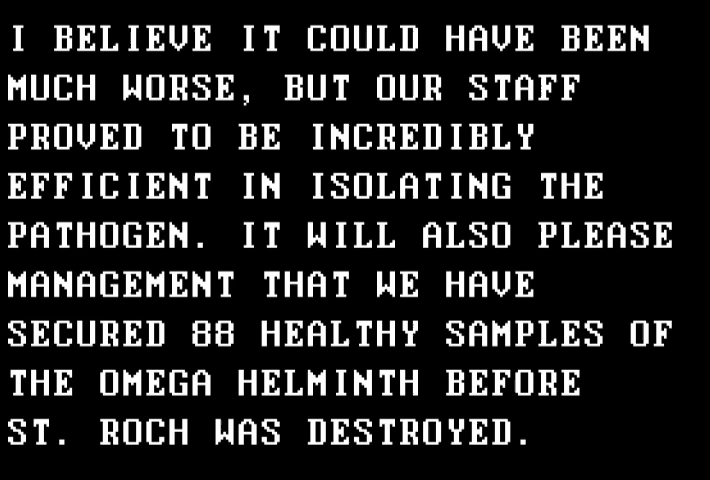 I BELIEVE IT COULD HAVE BEEN
MUCH WORSE, BUT OUR STAFF
PROVED TO BE INCREDIBLY
EFFICIENT IN ISOLATING THE
PATHOGEN. IT WILL ALSO PLEASE
MANAGEMENT THAT WE HAVE
SECURED 88 HEALTHY SAMPLES OF
THE OMEGA HELMINTH BEFORE
ST. ROCH WAS DESTROYED.